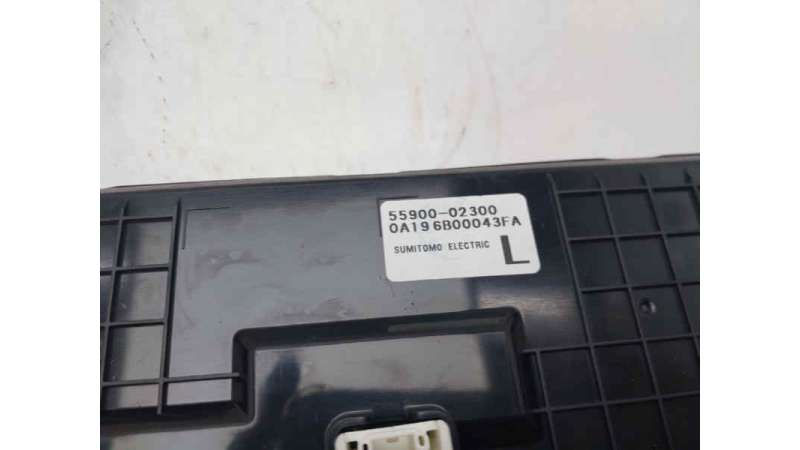 55900-02300
0A196B00043FA
SUMITOMO ELECTRIC L